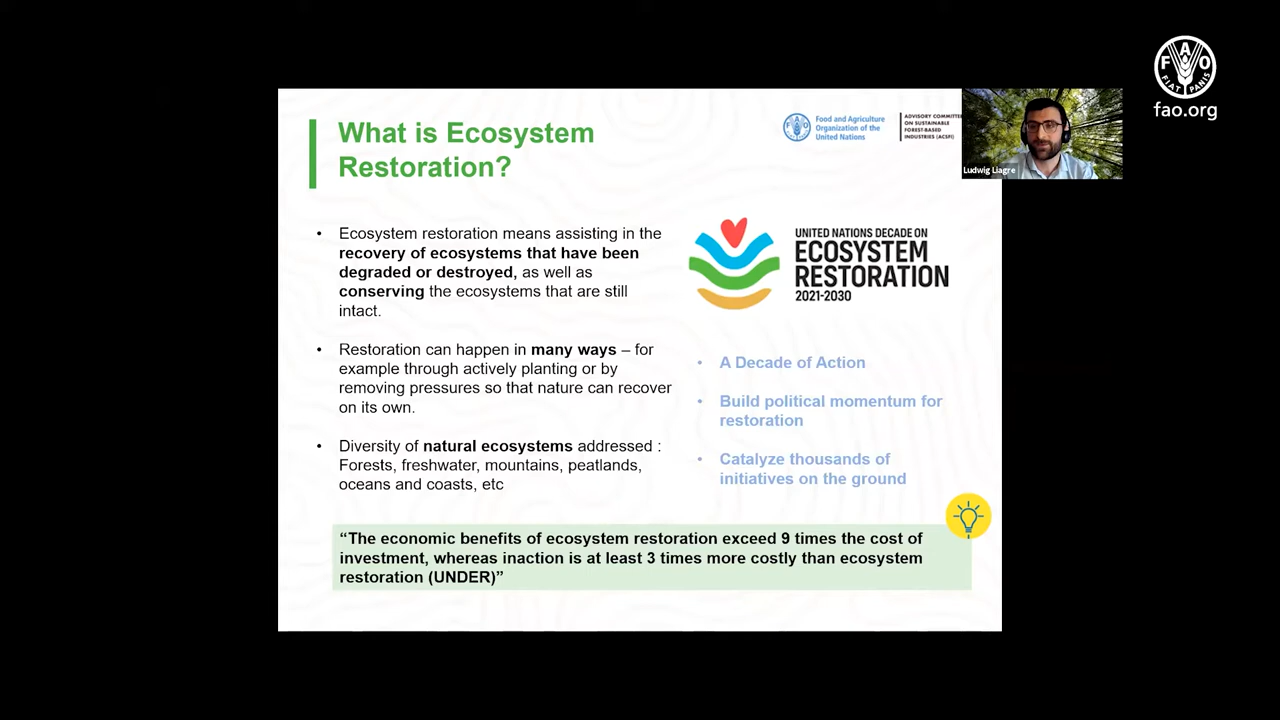 What is Ecosystem
Restoration?
Food and Agriculture
Organization of the
United Nations
ADVISORY COMMITTE
ON SUSTAINABLE
FOREST-BASED
INDUSTRIES (ACSFI)
Ludwig Liagre
FAO
FIAT PANIS
fao.org
• Ecosystem restoration means assisting in the
recovery of ecosystems that have been
degraded or destroyed, as well as
conserving the ecosystems that are still
intact.
• Restoration can happen in many ways – for
example through actively planting or by
removing pressures so that nature can recover
on its own.
• Diversity of natural ecosystems addressed :
Forests, freshwater, mountains, peatlands,
oceans and coasts, etc
UNITED NATIONS DECADE ON
ECOSYSTEM
RESTORATION
2021-2030
• A Decade of Action
• Build political momentum for
restoration
• Catalyze thousands of
initiatives on the ground
“The economic benefits of ecosystem restoration exceed 9 times the cost of
investment, whereas inaction is at least 3 times more costly than ecosystem
restoration (UNDER)”